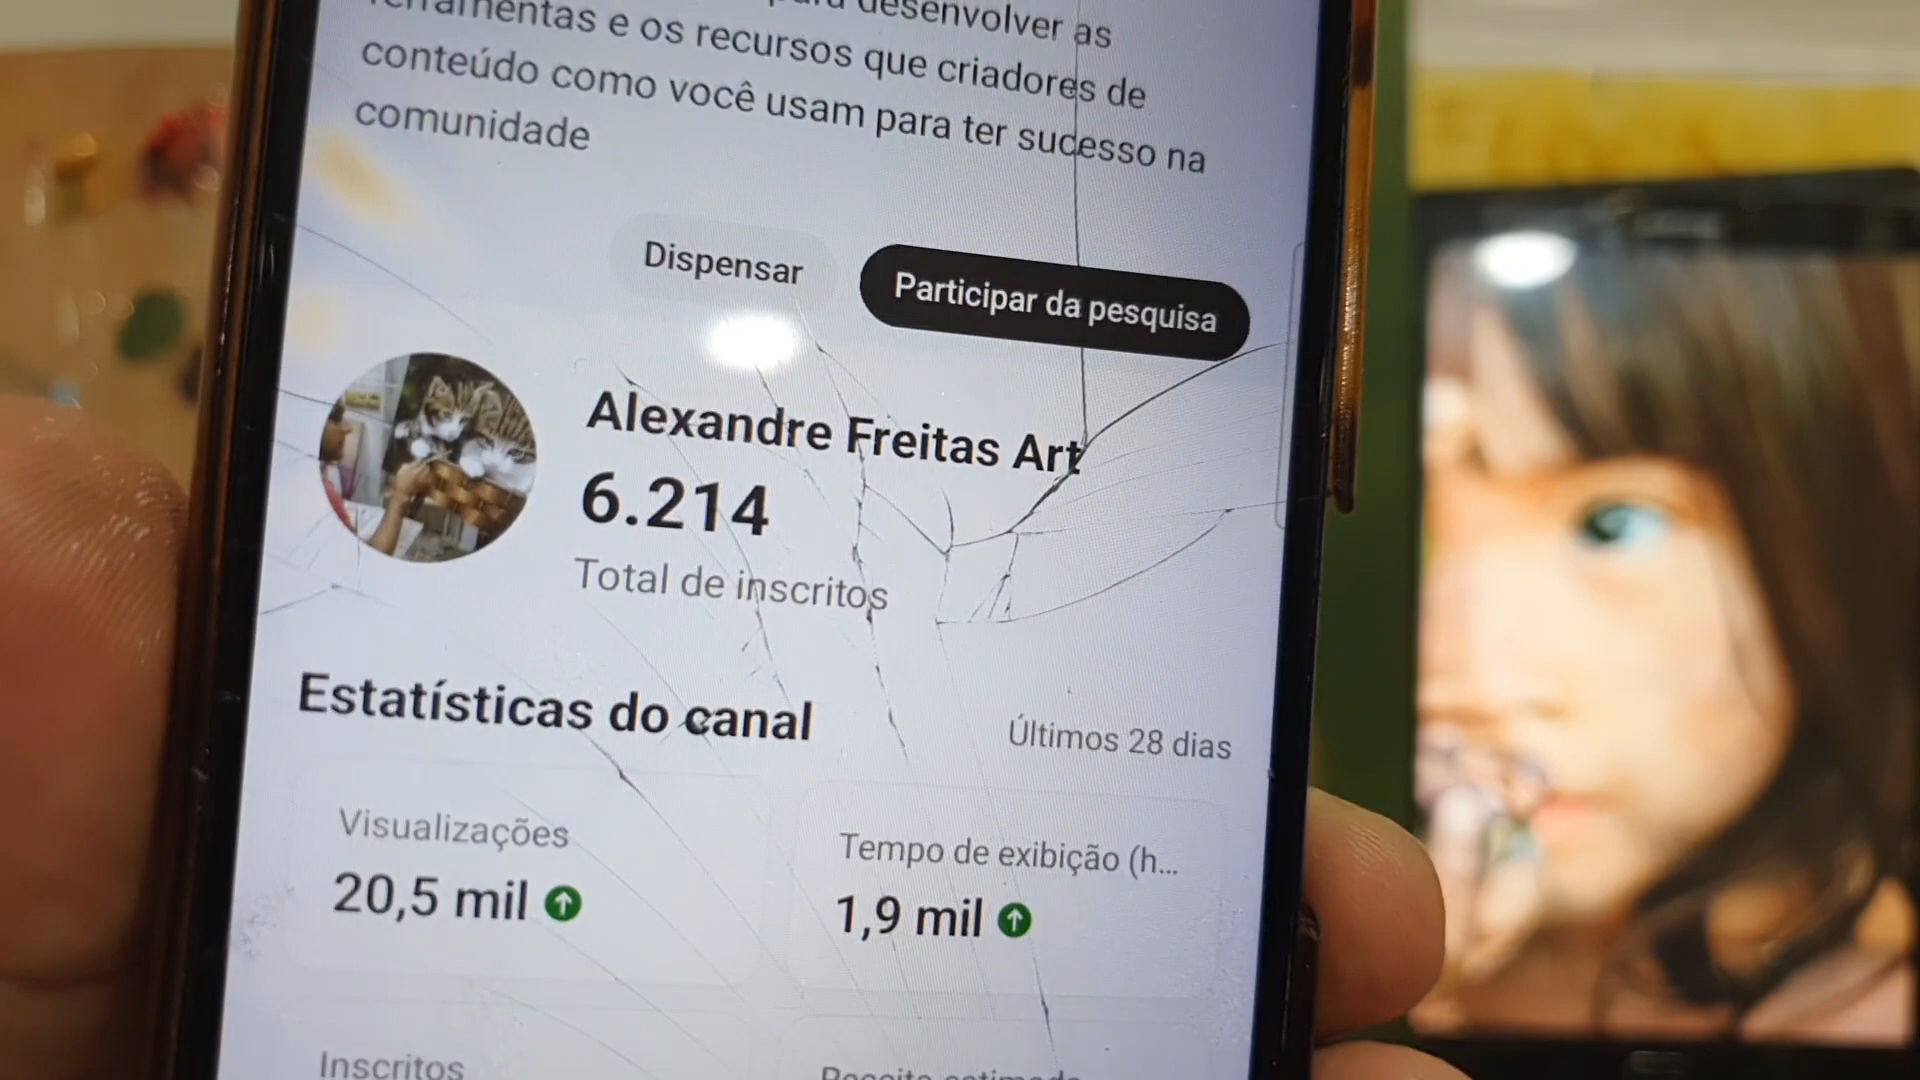 desenvolver as
ferramentas e os recursos que criadores de
conteúdo como você usam para ter sucesso na
comunidade
Dispensar
Participar da pesquisa
Alexandre Freitas Art
6.214
Total de inscritos
Estatísticas do canal
Últimos 28 dias
Visualizações
Tempo de exibição (h...
20,5 mil
1,9 mil
Inscritos